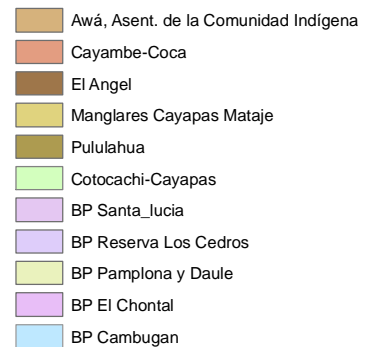 Awá, Asent. de la Comunidad Indígena
Cayambe-Coca
El Angel
Manglares Cayapas Mataje
Pululahua
Cotocachi-Cayapas
BP Santa_lucia
BP Reserva Los Cedros
BP Pamplona y Daule
BP El Chontal
BP Cambugan